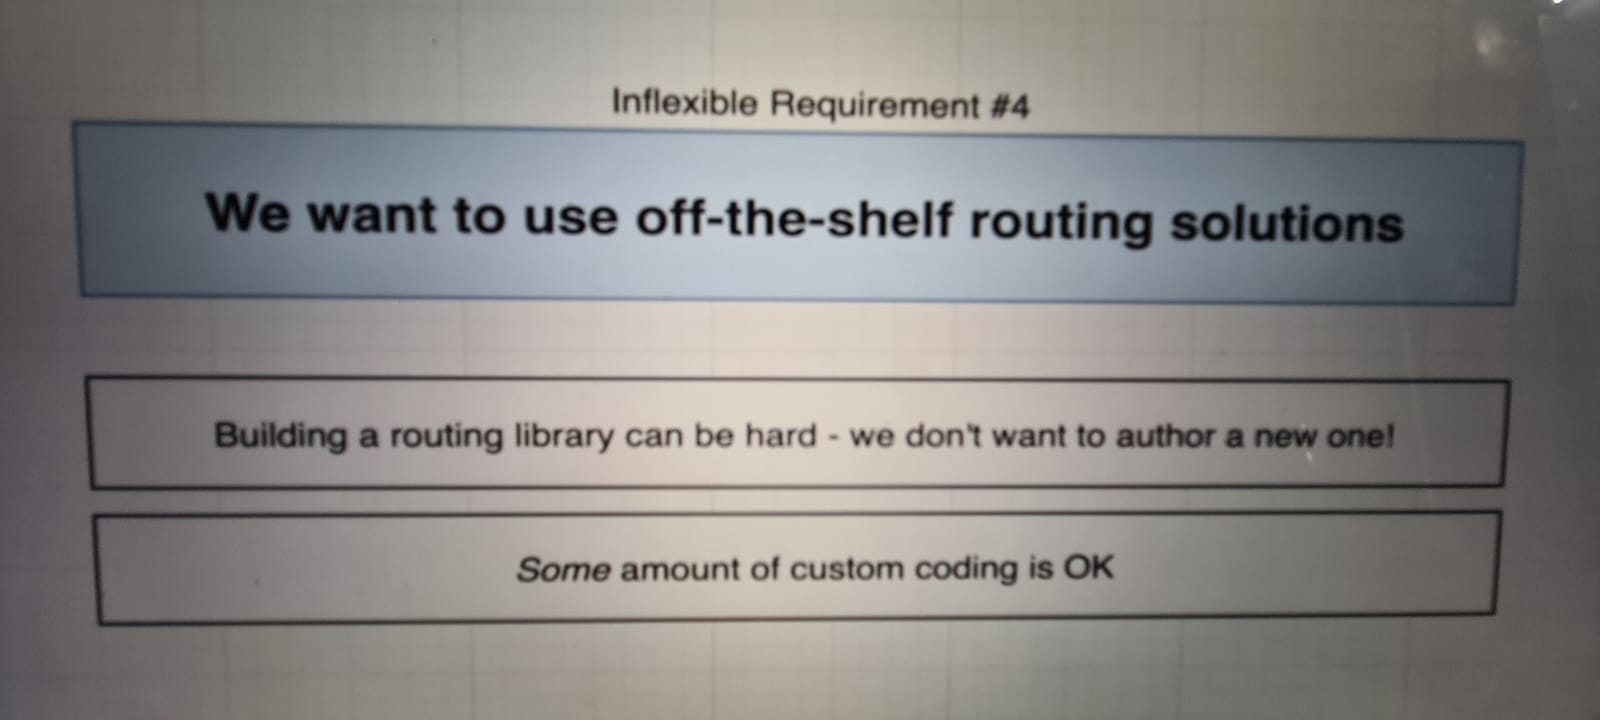 Inflexible Requirement #4
We want to use off-the-shelf routing solutions
Building a routing library can be hard - we don't want to author a new one!
Some amount of custom coding is OK